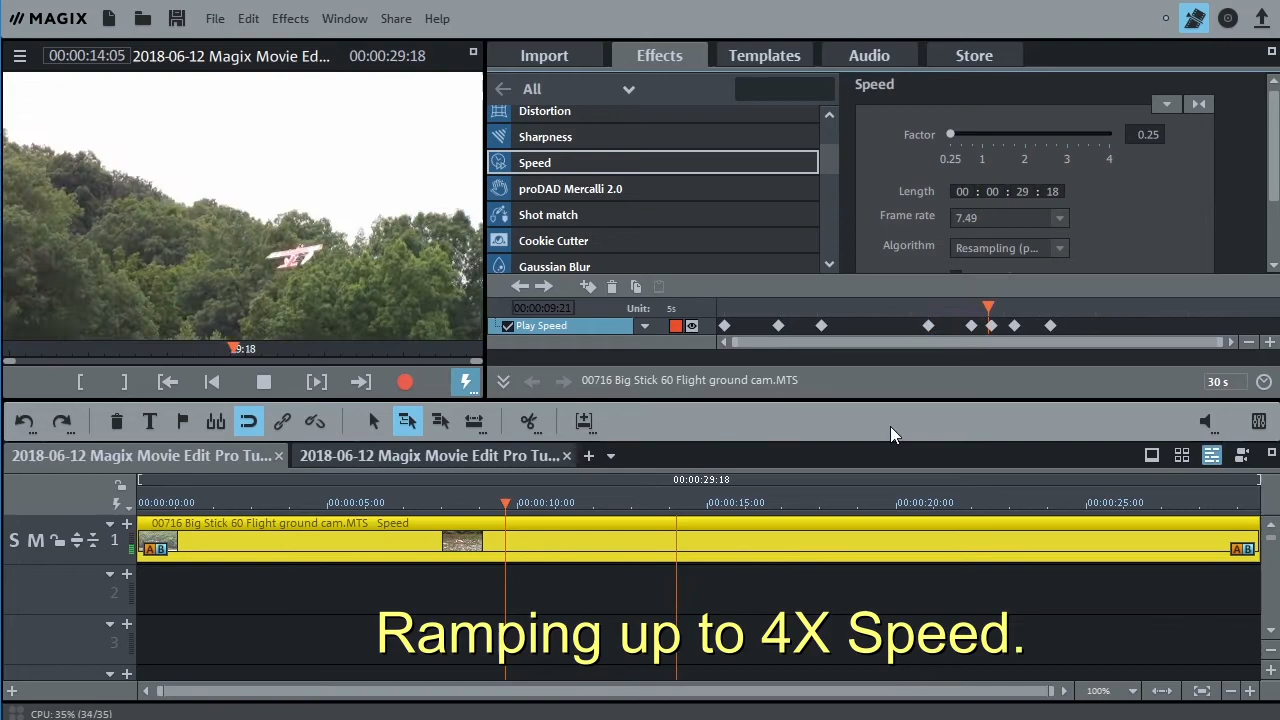 MAGIX File Edit Effects Window Share Help
00:00:14:05 2018-06-12 Magix Movie Ed... 00:00:29:18
Import Effects Templates Audio Store
All
Distortion
Sharpness
Speed
proDAD Mercalli 2.0
Shot match
Cookie Cutter
Gaussian Blur
Speed
Factor 0.25
0.25 1 2 3 4
Length 00 : 00 : 29 : 18
Frame rate 7.49
Algorithm Resampling (p...
00:00:09:21 Unit: 5s
Play Speed
9:18
00716 Big Stick 60 Flight ground cam.MTS 30 s
2018-06-12 Magix Movie Edit Pro Tu... 2018-06-12 Magix Movie Edit Pro Tu...
00:00:29:18
00:00:00:00 00:00:05:00 00:00:10:00 00:00:15:00 00:00:20:00 00:00:25:00
00716 Big Stick 60 Flight ground cam.MTS Speed
S M 1
A B A B
2
3
Ramping up to 4X Speed.
100%
CPU: 35% (34/35)